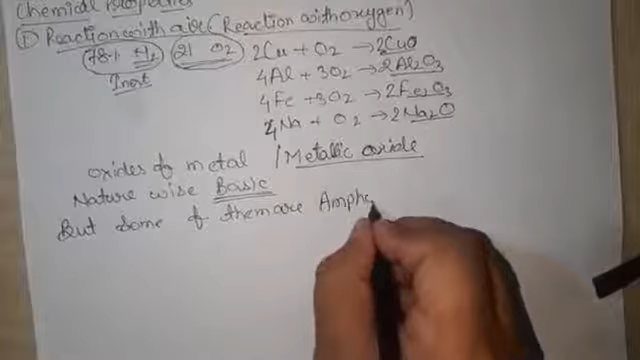 Chemical Properties
① Reaction with air (Reaction with oxygen)
78% N₂ 21 O₂ 2Cu + O₂ → 2CuO
Inert
4Al + 3O₂ → 2Al₂O₃
4Fe + 3O₂ → 2Fe₂O₃
4Na + O₂ → 2Na₂O
oxides of metal / Metallic oxide
Nature wise Basic
But Some of them are Ampho